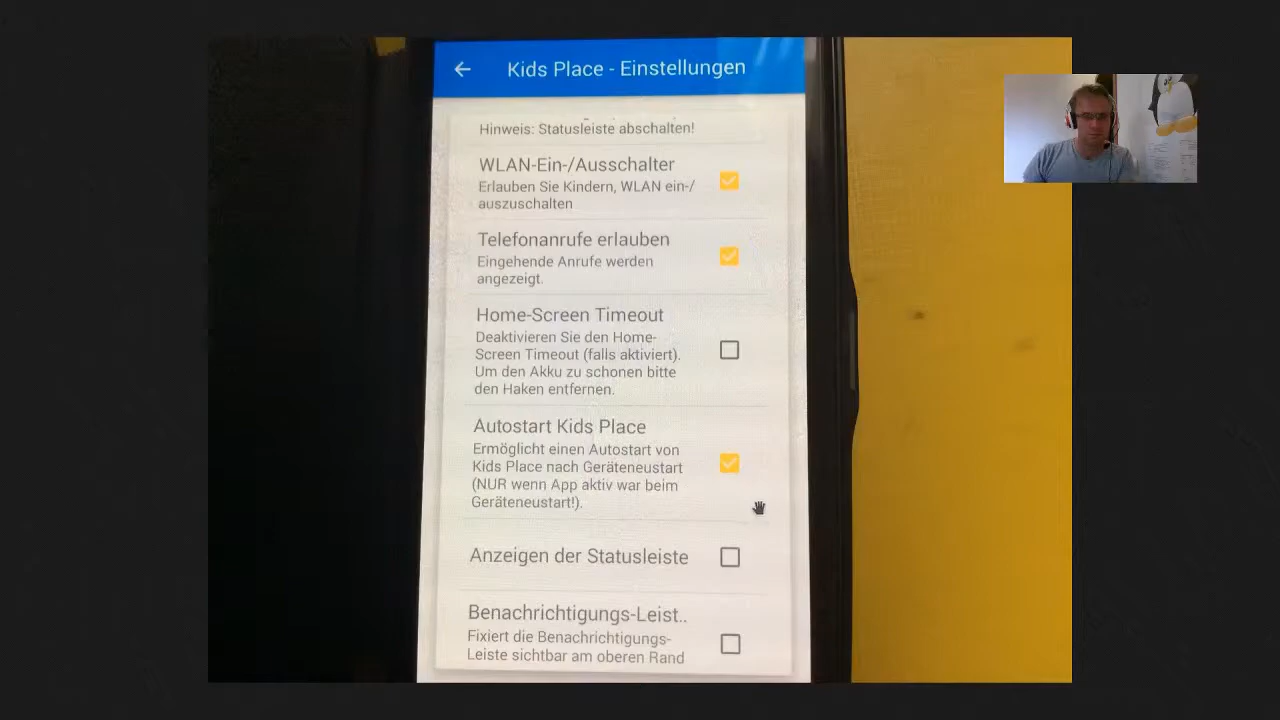 Kids Place - Einstellungen
Hinweis: Statusleiste abschalten!
WLAN-Ein-/Ausschalter
Erlauben Sie Kindern, WLAN ein-/
auszuschalten
Telefonanrufe erlauben
Eingehende Anrufe werden
angezeigt.
Home-Screen Timeout
Deaktivieren Sie den Home-
Screen Timeout (falls aktiviert).
Um den Akku zu schonen bitte
den Haken entfernen.
Autostart Kids Place
Ermöglicht einen Autostart von
Kids Place nach Geräteneustart
(NUR wenn App aktiv war beim
Geräteneustart!).
Anzeigen der Statusleiste
Benachrichtigungs-Leist..
Fixiert die Benachrichtigungs-
Leiste sichtbar am oberen Rand